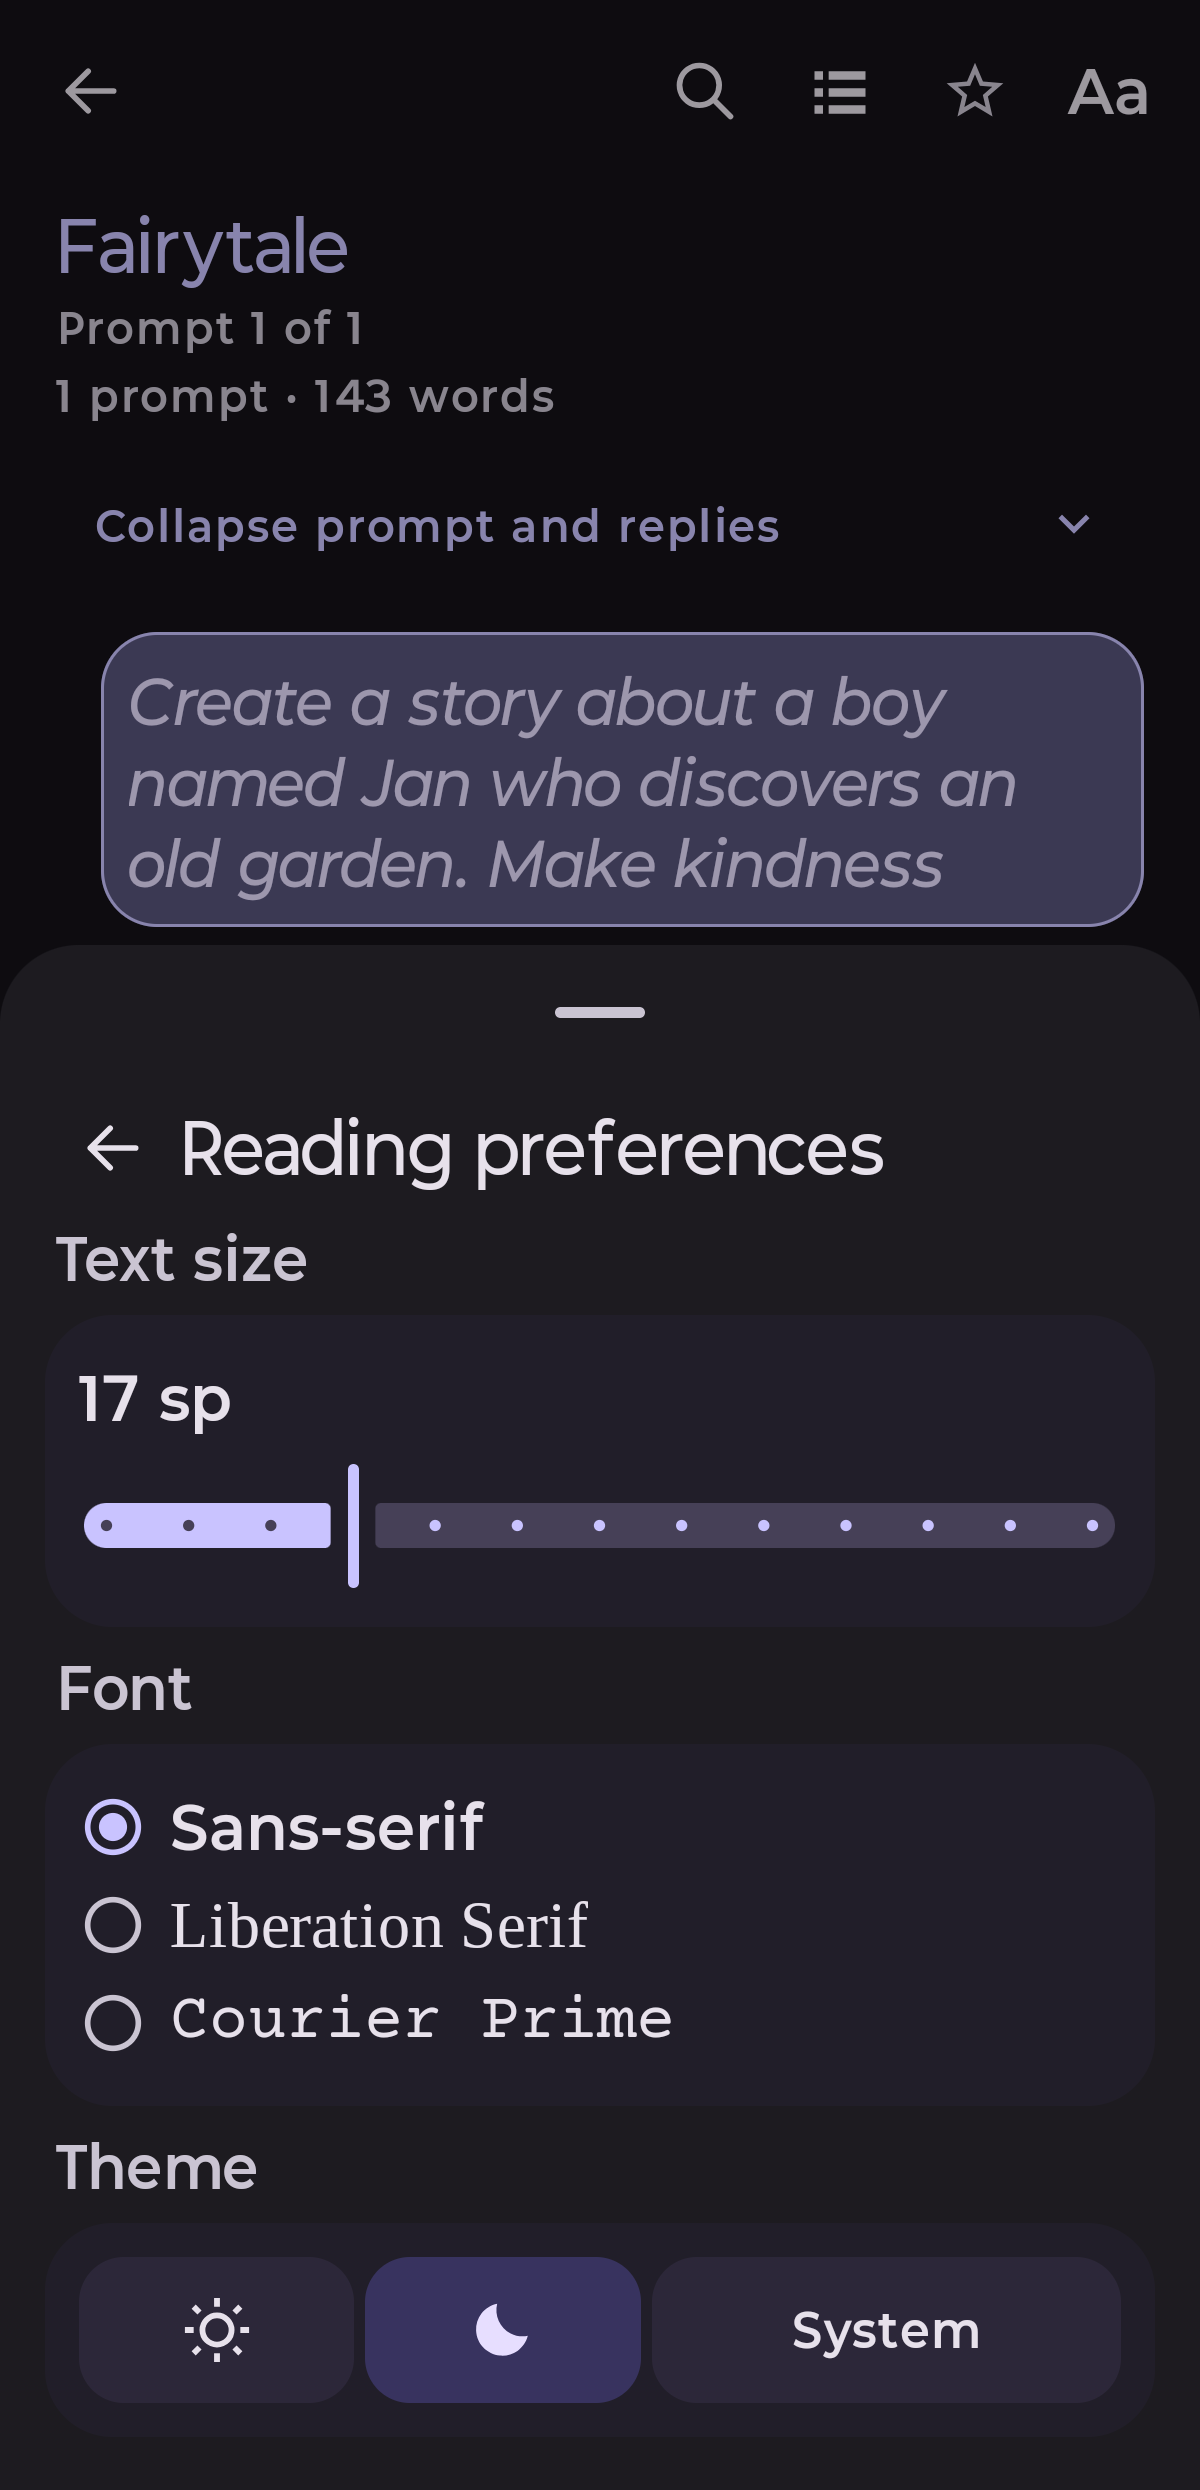 Aa
Fairytale
Prompt 1 of 1
1 prompt · 143 words
Collapse prompt and replies
Create a story about a boy
named Jan who discovers an
old garden. Make kindness
Reading preferences
Text size
17 sp
Font
Sans-serif
Liberation Serif
Courier Prime
Theme
System